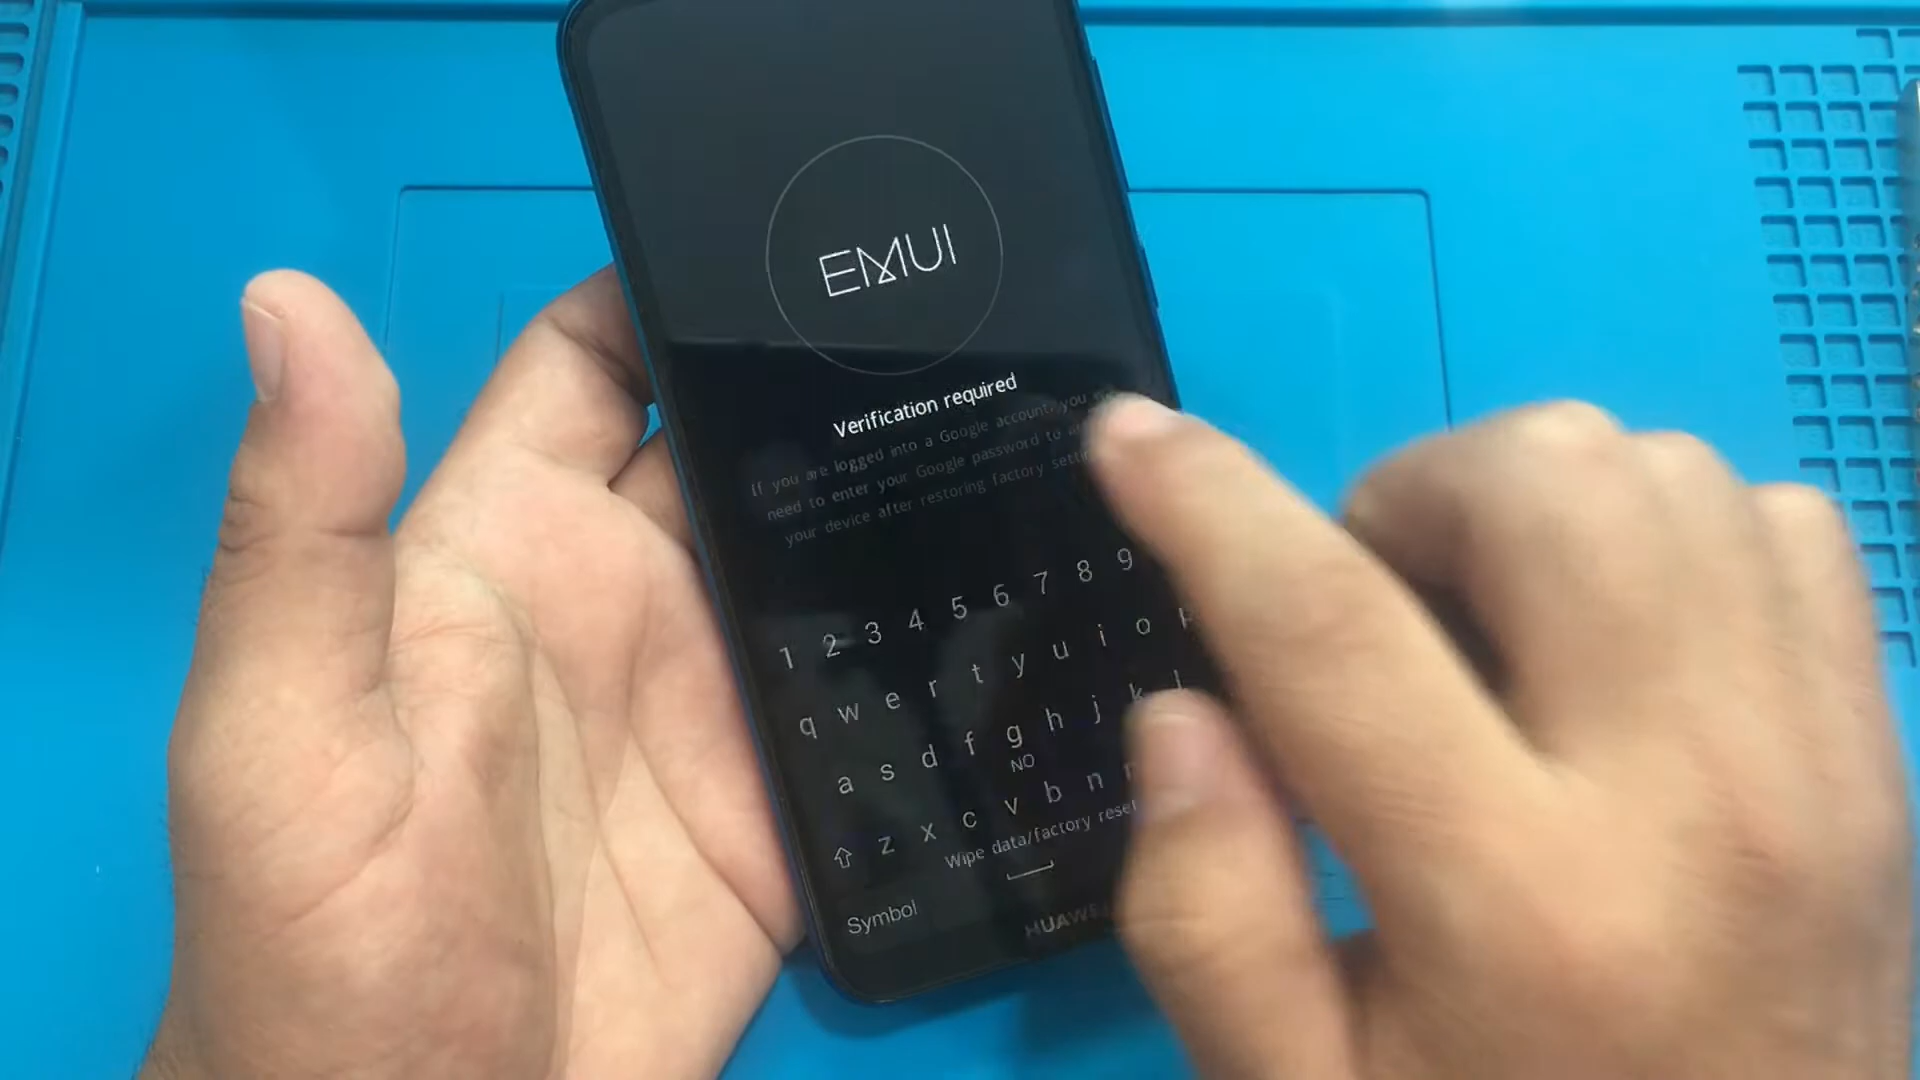 EMUI
Verification required
If you are logged into a Google account, you
need to enter your Google password to
your device after restoring factory
1 2 3 4 5 6 7 8 9
q w e r t y u i o
a s d f g h j k l
NO
z x c v b n
Wipe data/factory reset
Symbol
HUAWEI